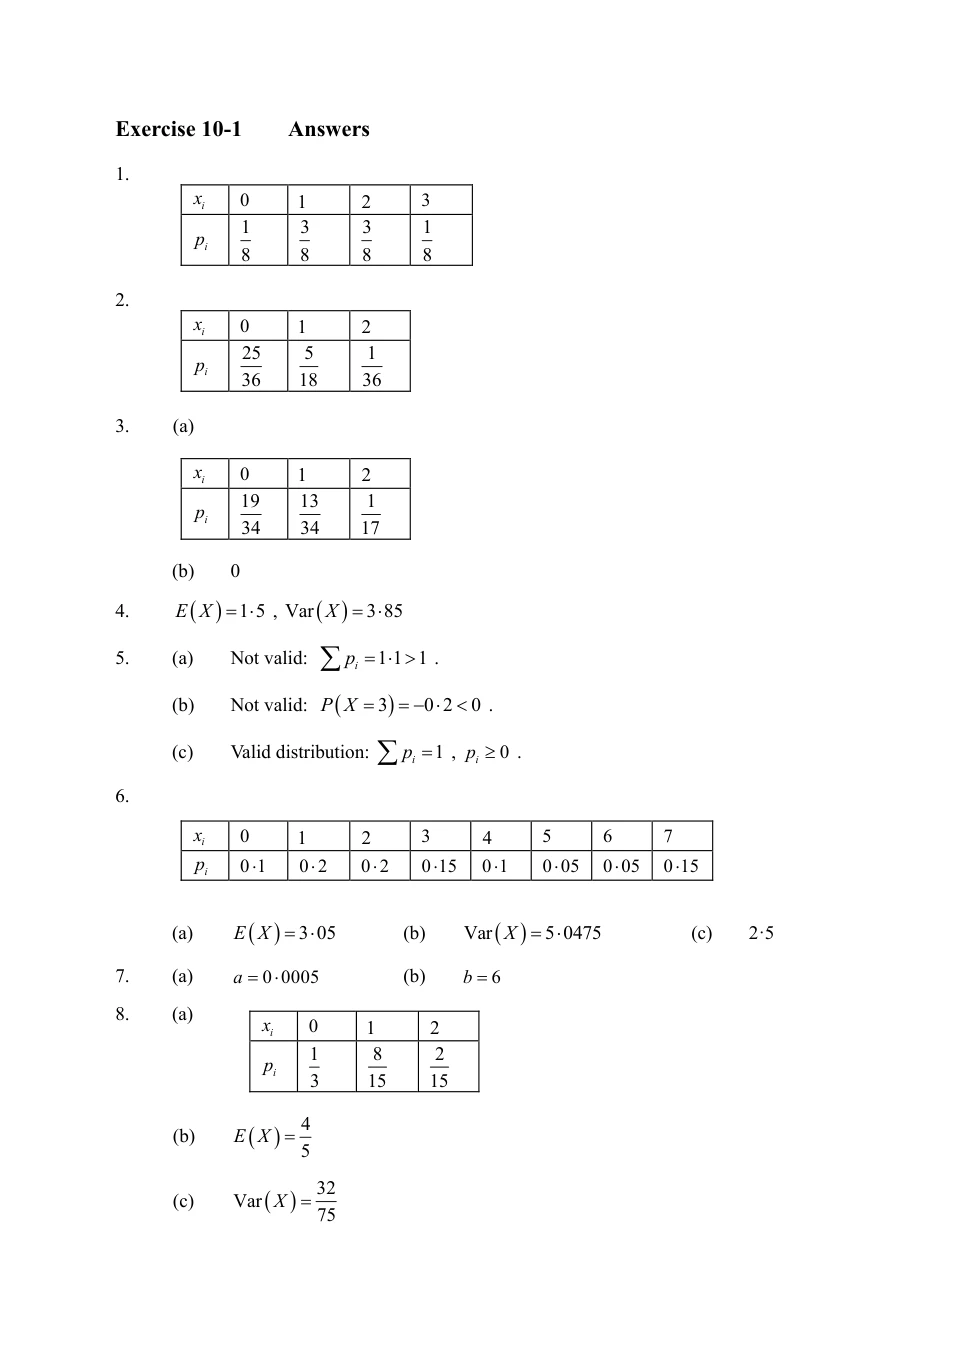 Exercise 10-1 Answers
1.
xᵢ 0 1 2 3
pᵢ 1/8 3/8 3/8 1/8
2.
xᵢ 0 1 2
pᵢ 25/36 5/18 1/36
3. (a)
xᵢ 0 1 2
pᵢ 19/34 13/34 1/17
(b) 0
4. E(X) = 1·5 , Var(X) = 3·85
5. (a) Not valid: ∑pᵢ = 1·1 > 1 .
(b) Not valid: P(X = 3) = −0·2 < 0 .
(c) Valid distribution: ∑pᵢ = 1 , pᵢ ≥ 0 .
6.
xᵢ 0 1 2 3 4 5 6 7
pᵢ 0·1 0·2 0·2 0·15 0·1 0·05 0·05 0·15
(a) E(X) = 3·05 (b) Var(X) = 5·0475 (c) 2·5
7. (a) a = 0·0005 (b) b = 6
8. (a)
xᵢ 0 1 2
pᵢ 1/3 8/15 2/15
(b) E(X) = 4/5
(c) Var(X) = 32/75